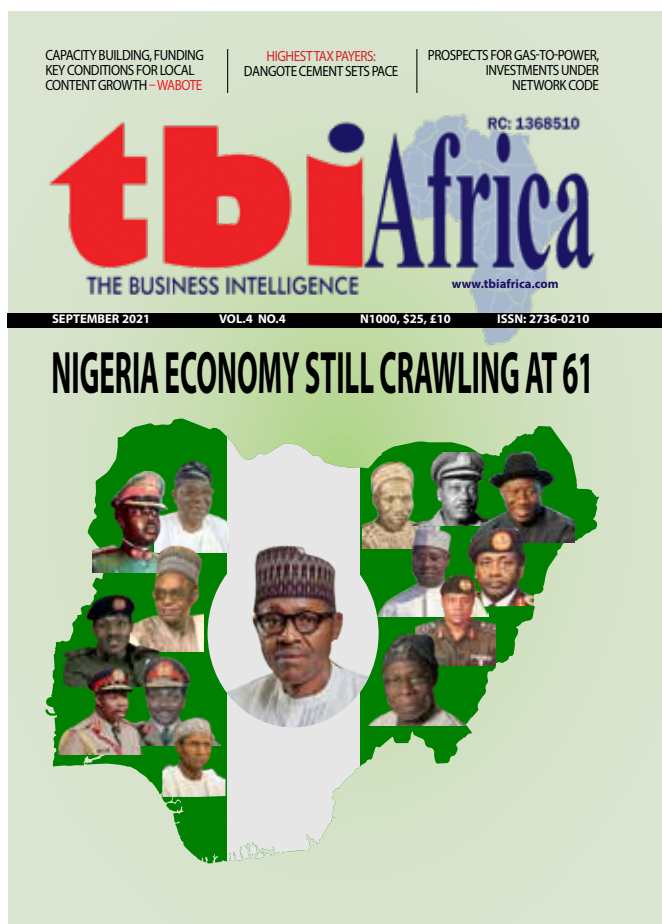 CAPACITY BUILDING, FUNDING
KEY CONDITIONS FOR LOCAL
CONTENT GROWTH – WABOTE
HIGHEST TAX PAYERS:
DANGOTE CEMENT SETS PACE
PROSPECTS FOR GAS-TO-POWER,
INVESTMENTS UNDER
NETWORK CODE
RC: 1368510
tbiAfrica
THE BUSINESS INTELLIGENCE
www.tbiafrica.com
SEPTEMBER 2021 VOL.4 NO.4 N1000, $25, £10 ISSN: 2736-0210
NIGERIA ECONOMY STILL CRAWLING AT 61